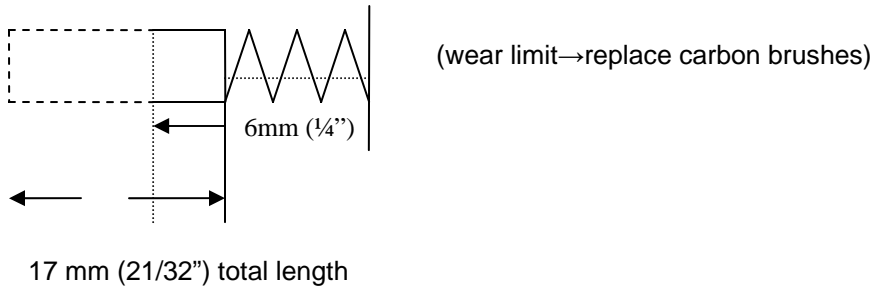 (wear limit→replace carbon brushes)
6mm (¼”)
17 mm (21/32”) total length